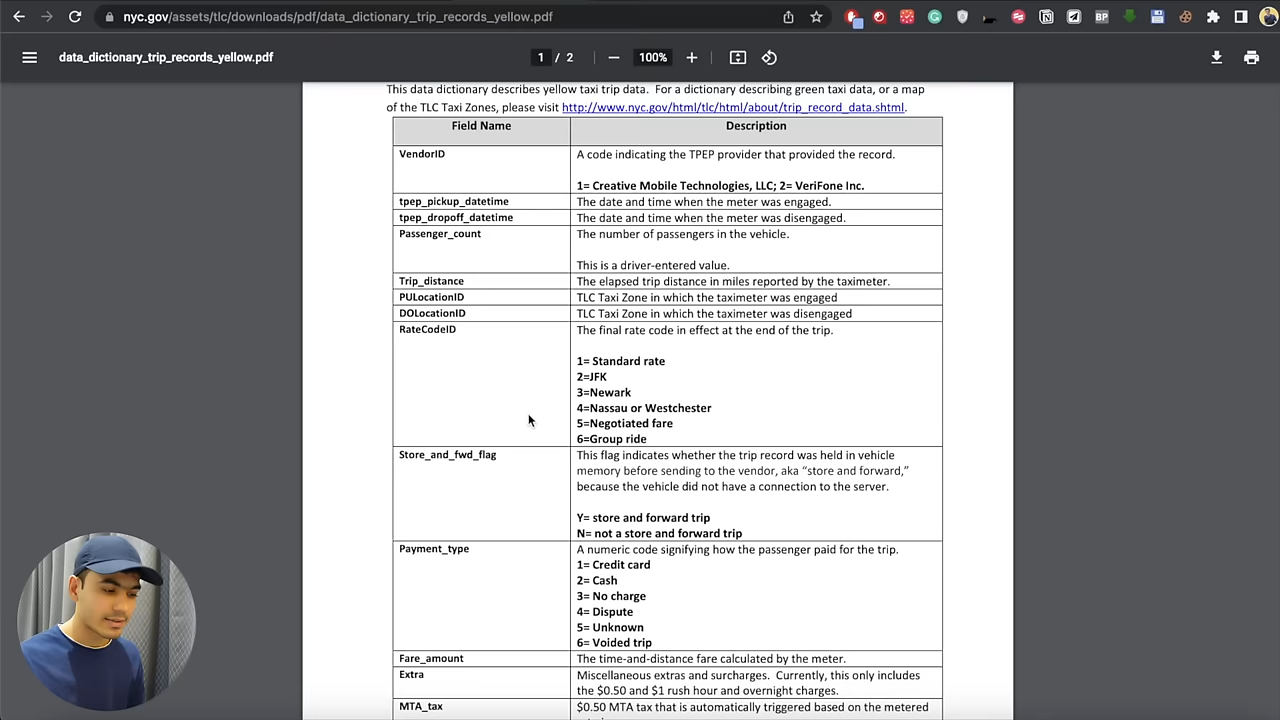 nyc.gov/assets/tlc/downloads/pdf/data_dictionary_trip_records_yellow.pdf
data_dictionary_trip_records_yellow.pdf
1 / 2
100%
This data dictionary describes yellow taxi trip data. For a dictionary describing green taxi data, or a map
of the TLC Taxi Zones, please visit http://www.nyc.gov/html/tlc/html/about/trip_record_data.shtml.
Field Name Description
VendorID A code indicating the TPEP provider that provided the record.
1= Creative Mobile Technologies, LLC; 2= VeriFone Inc.
tpep_pickup_datetime The date and time when the meter was engaged.
tpep_dropoff_datetime The date and time when the meter was disengaged.
Passenger_count The number of passengers in the vehicle.
This is a driver-entered value.
Trip_distance The elapsed trip distance in miles reported by the taximeter.
PULocationID TLC Taxi Zone in which the taximeter was engaged
DOLocationID TLC Taxi Zone in which the taximeter was disengaged
RateCodeID The final rate code in effect at the end of the trip.
1= Standard rate
2=JFK
3=Newark
4=Nassau or Westchester
5=Negotiated fare
6=Group ride
Store_and_fwd_flag This flag indicates whether the trip record was held in vehicle
memory before sending to the vendor, aka “store and forward,”
because the vehicle did not have a connection to the server.
Y= store and forward trip
N= not a store and forward trip
Payment_type A numeric code signifying how the passenger paid for the trip.
1= Credit card
2= Cash
3= No charge
4= Dispute
5= Unknown
6= Voided trip
Fare_amount The time-and-distance fare calculated by the meter.
Extra Miscellaneous extras and surcharges. Currently, this only includes
the $0.50 and $1 rush hour and overnight charges.
MTA_tax $0.50 MTA tax that is automatically triggered based on the metered